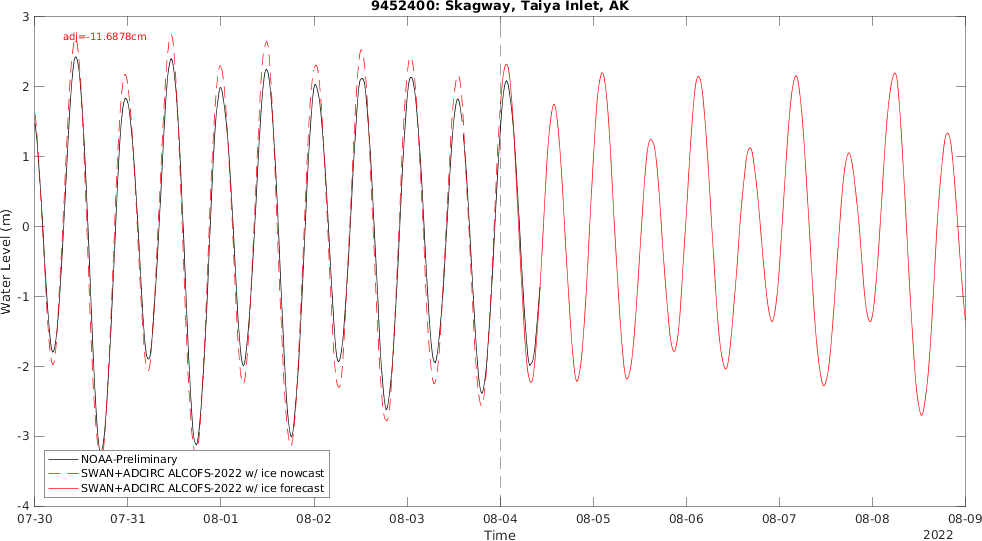 9452400: Skagway, Taiya Inlet, AK
adj=-11.6878cm
3
2
1
0
-1
-2
-3
-4
Water Level (m)
NOAA-Preliminary
SWAN+ADCIRC ALCOFS-2022 w/ ice nowcast
SWAN+ADCIRC ALCOFS-2022 w/ ice forecast
07-30 07-31 08-01 08-02 08-03 08-04 08-05 08-06 08-07 08-08 08-09
Time
2022